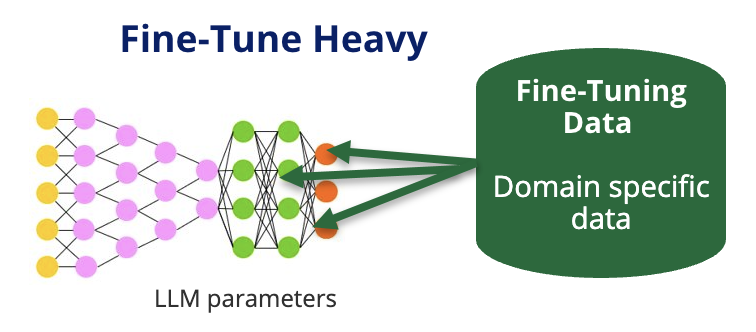 Fine-Tune Heavy
Fine-Tuning
Data
Domain specific
data
LLM parameters